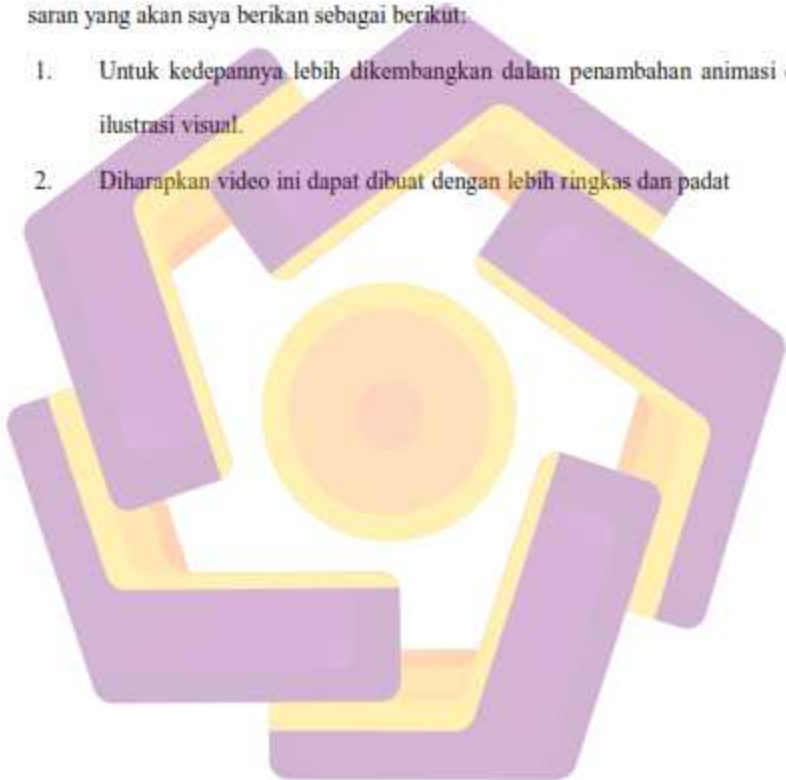 saran yang akan saya berikan sebagai berikut:
1. Untuk kedepannya lebih dikembangkan dalam penambahan animasi
ilustrasi visual.
2. Diharapkan video ini dapat dibuat dengan lebih ringkas dan padat